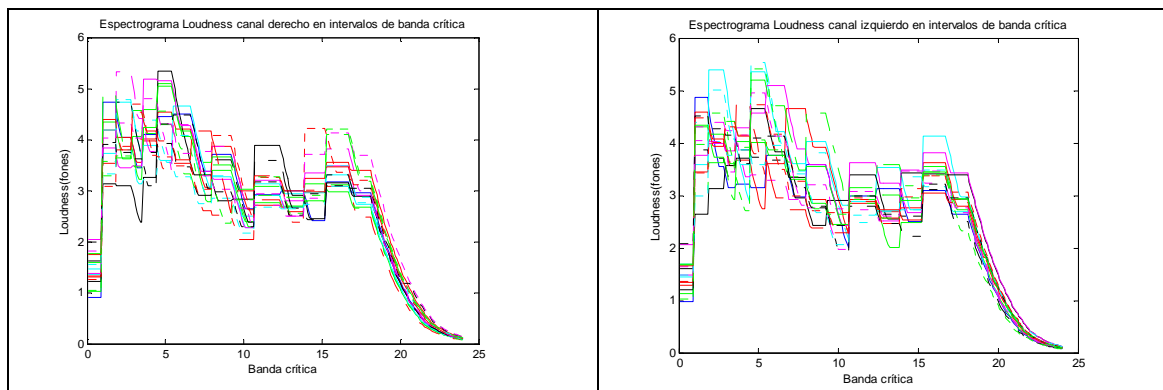 Espectrograma Loudness canal derecho en intervalos de banda crítica
6
5
4
3
2
1
0
Loudness(fones)
0 5 10 15 20 25
Banda crítica
Espectrograma Loudness canal izquierdo en intervalos de banda crítica
6
5
4
3
2
1
0
Loudness(fones)
0 5 10 15 20 25
Banda crítica